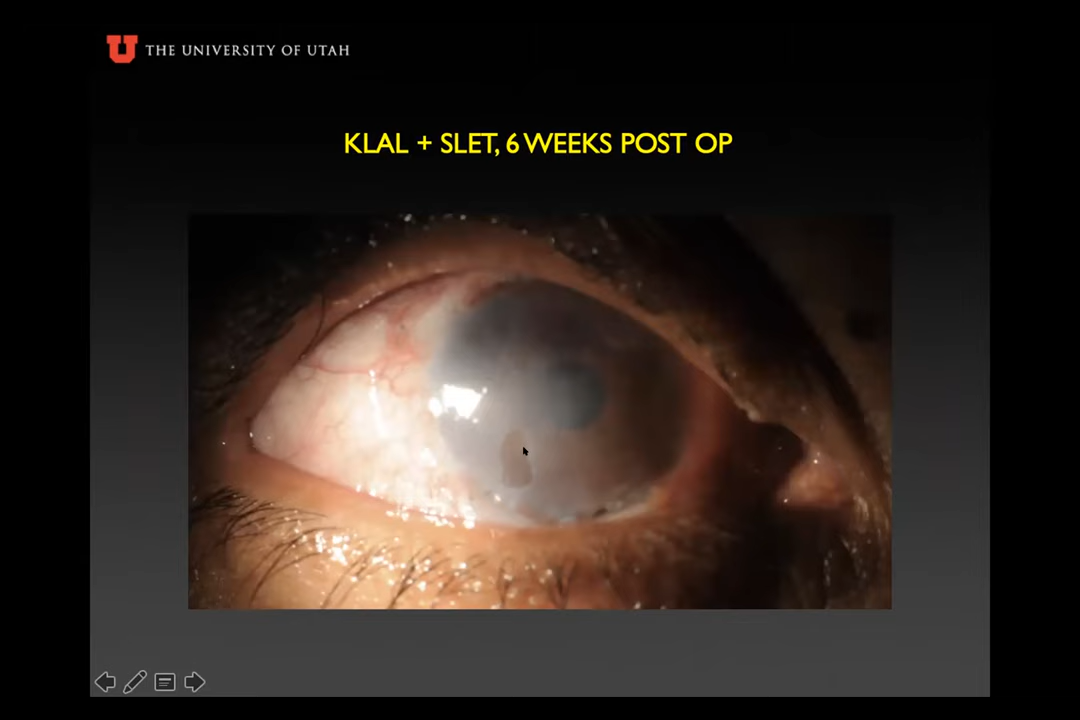 THE UNIVERSITY OF UTAH
KLAL + SLET, 6 WEEKS POST OP